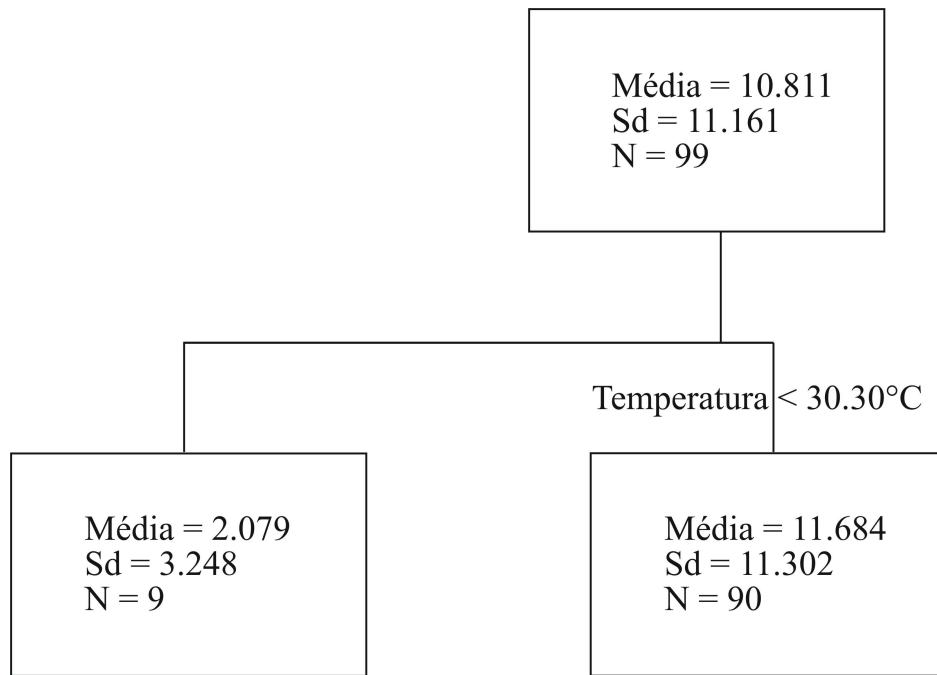 Média = 10.811
Sd = 11.161
N = 99
Temperatura < 30.30°C
Média = 2.079
Sd = 3.248
N = 9
Média = 11.684
Sd = 11.302
N = 90